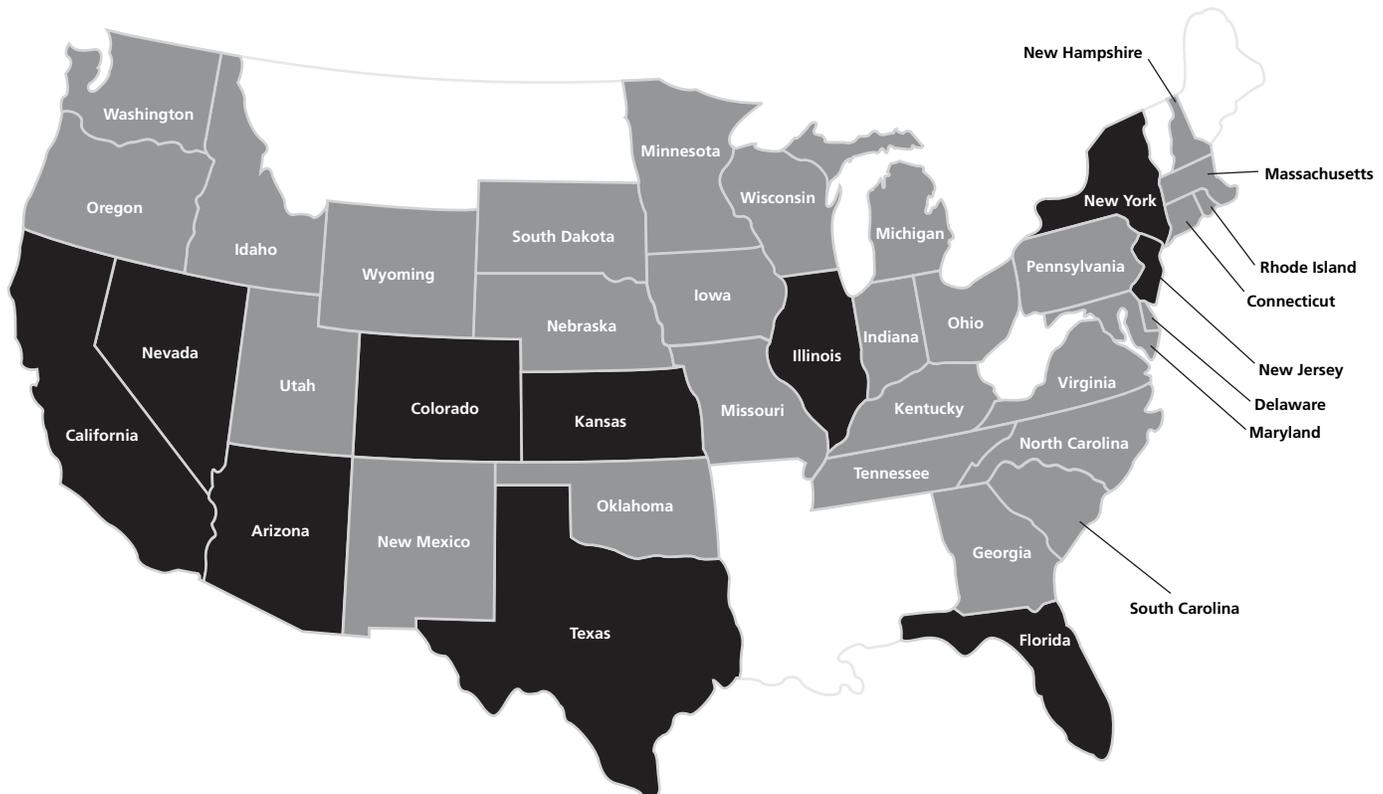 New Hampshire
Washington
Minnesota
Massachusetts
Wisconsin
New York
Oregon
South Dakota
Michigan
Idaho
Wyoming
Pennsylvania
Rhode Island
Iowa
Connecticut
Nebraska
Ohio
Indiana
Nevada
Illinois
New Jersey
Utah
Virginia
Colorado
Missouri
Kentucky
Delaware
Kansas
Maryland
California
North Carolina
Tennessee
Oklahoma
Arizona
New Mexico
Georgia
South Carolina
Texas
Florida